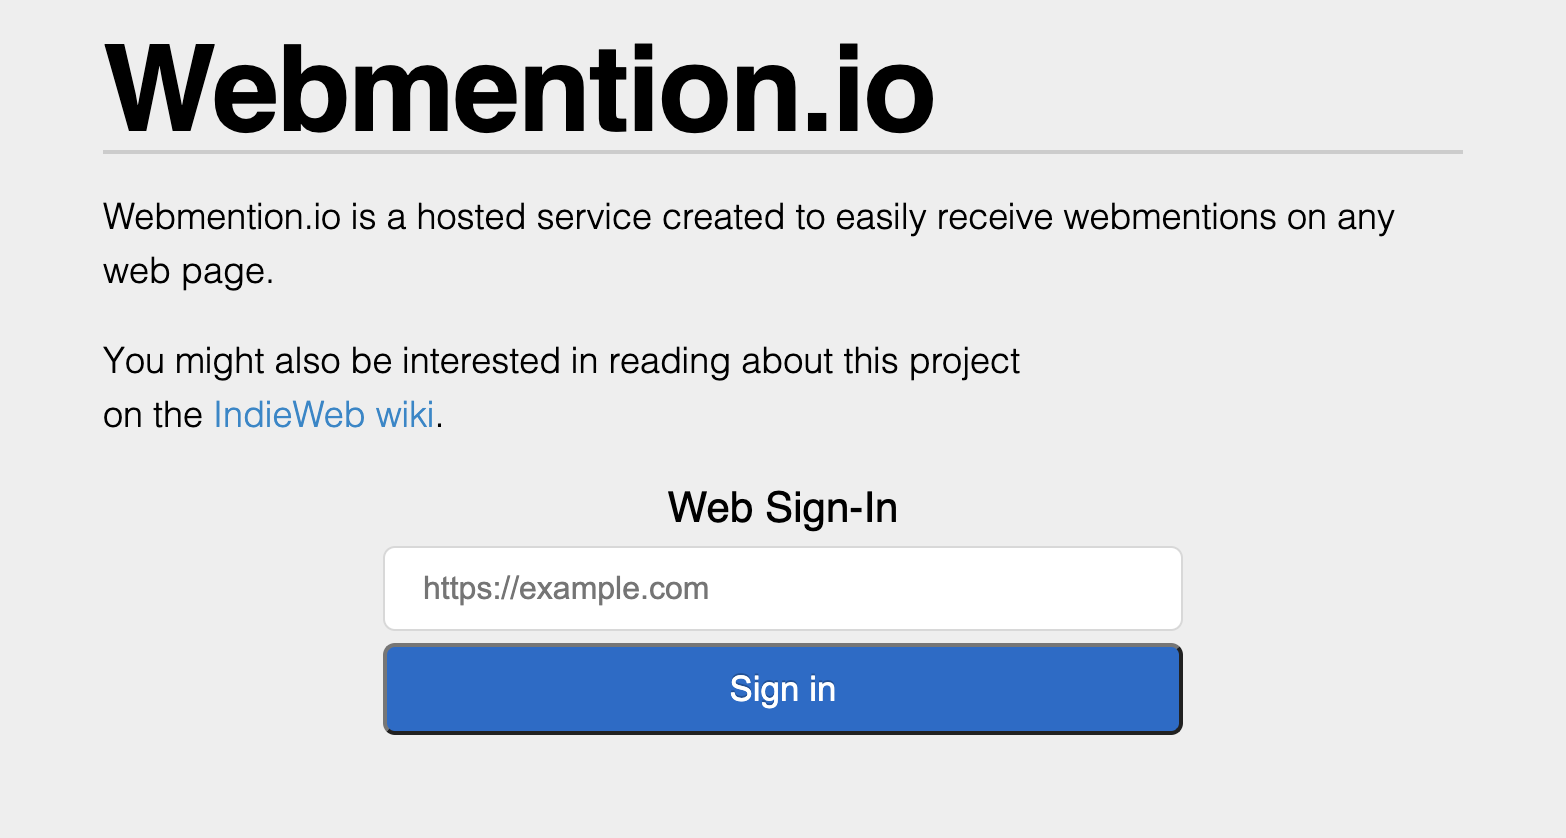 Webmention.io
Webmention.io is a hosted service created to easily receive webmentions on any
web page.
You might also be interested in reading about this project
on the IndieWeb wiki.
Web Sign-In
https://example.com
Sign in